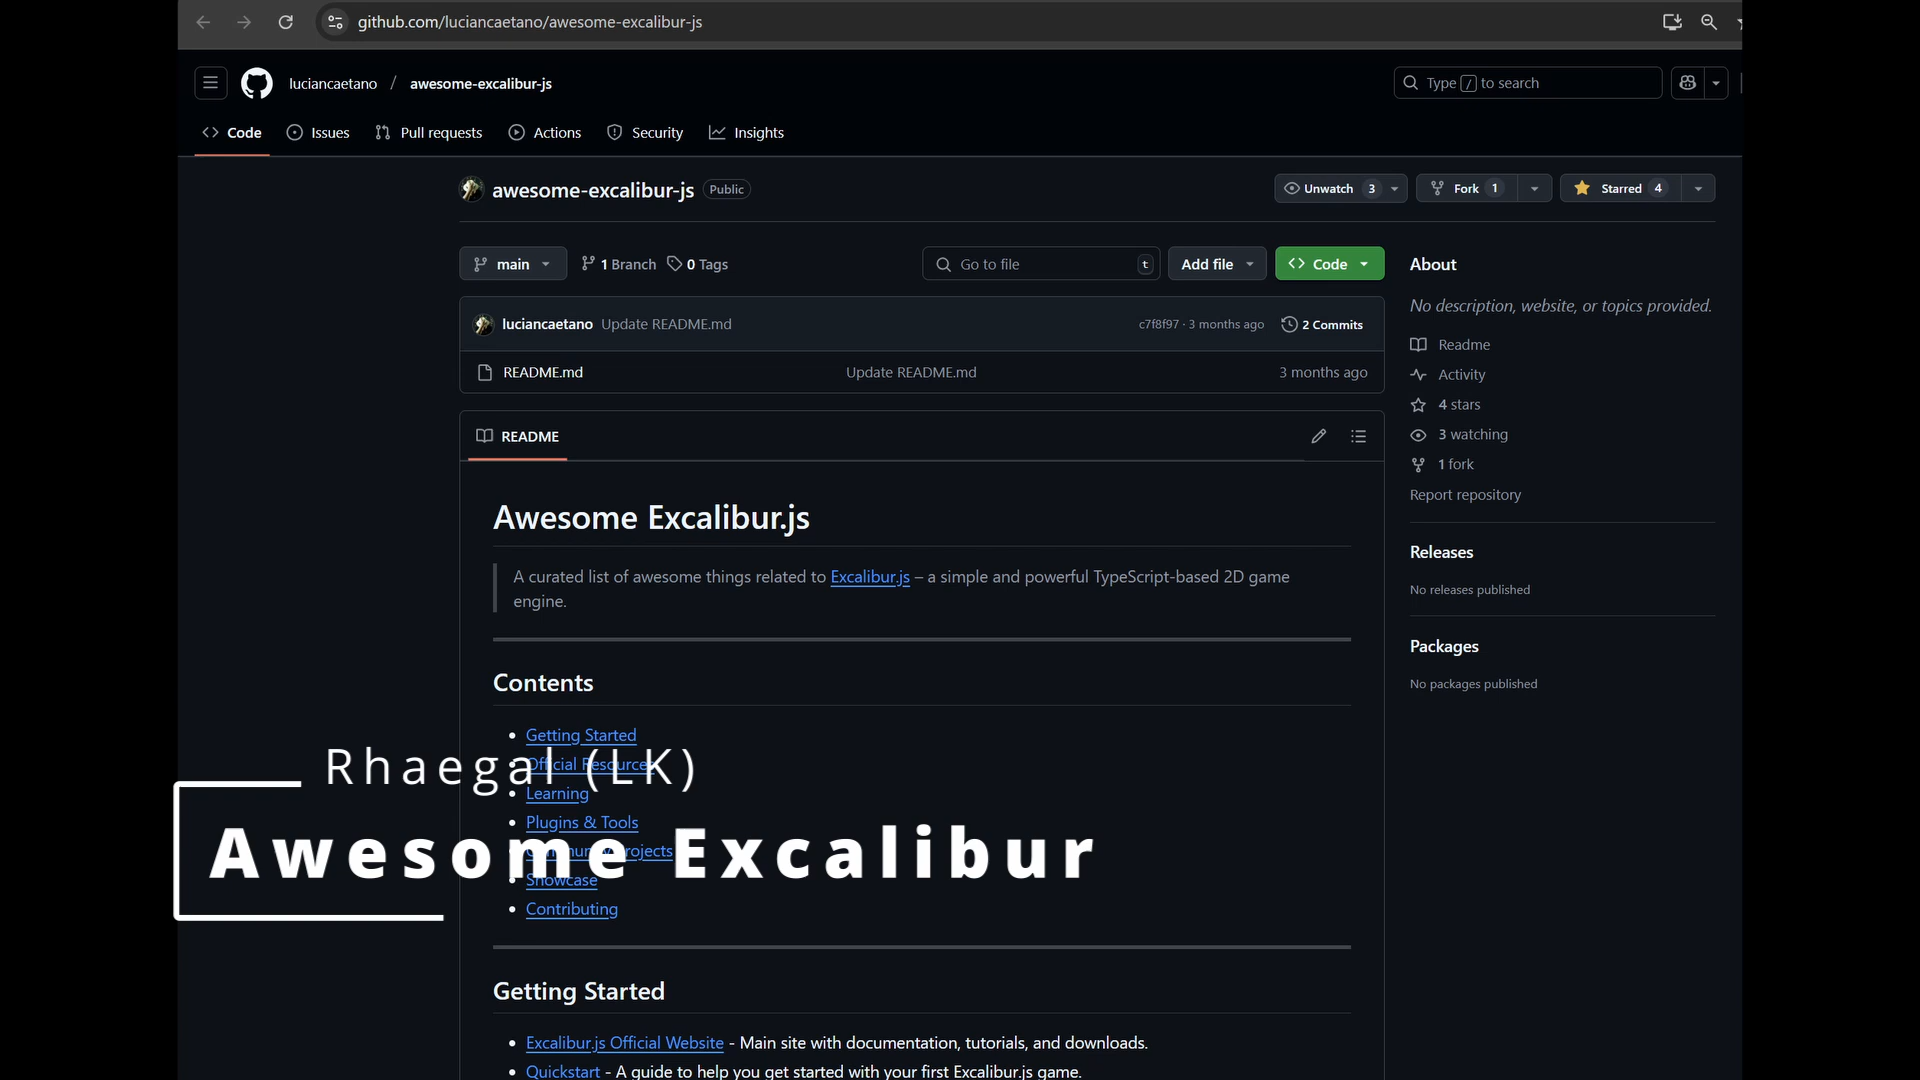 github.com/luciancaetano/awesome-excalibur-js
luciancaetano / awesome-excalibur-js
Type / to search
Code Issues Pull requests Actions Security Insights
awesome-excalibur-js Public
Unwatch 3 Fork 1 Starred 4
main 1 Branch 0 Tags
Go to file t Add file Code
luciancaetano Update README.md c7f8f97 · 3 months ago 2 Commits
README.md Update README.md 3 months ago
README
Awesome Excalibur.js
A curated list of awesome things related to Excalibur.js – a simple and powerful TypeScript-based 2D game
engine.
Contents
Getting Started
Official Resources
Learning
Plugins & Tools
Community Projects
Showcase
Contributing
Rhaegal (LK)
Awesome Excalibur
Getting Started
Excalibur.js Official Website - Main site with documentation, tutorials, and downloads.
Quickstart - A guide to help you get started with your first Excalibur.js game.
About
No description, website, or topics provided.
Readme
Activity
4 stars
3 watching
1 fork
Report repository
Releases
No releases published
Packages
No packages published